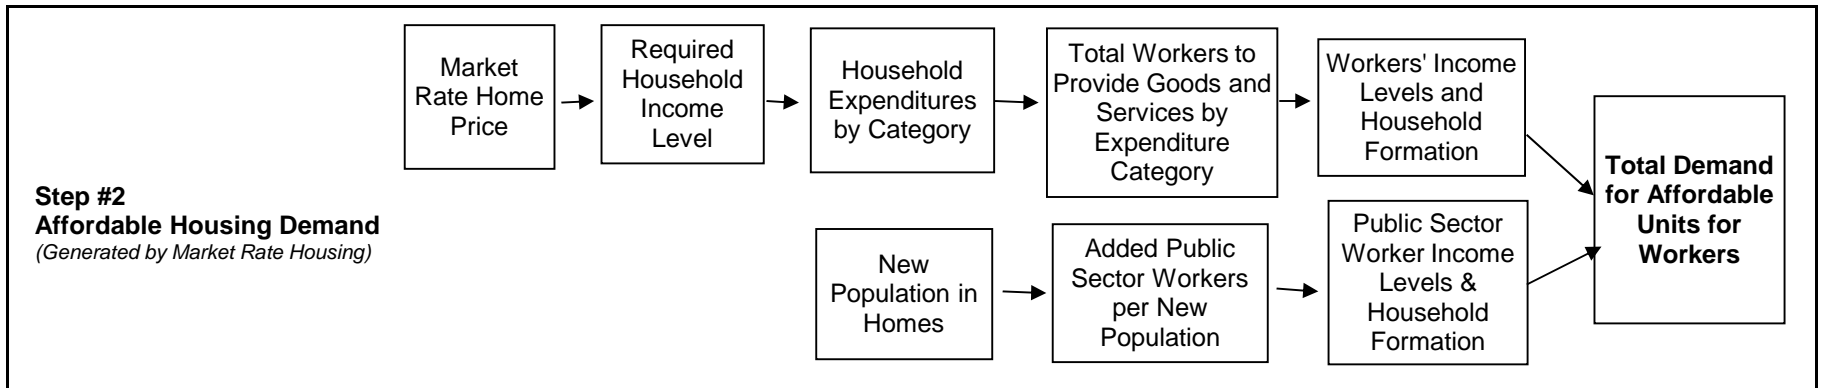 Step #2
Affordable Housing Demand
(Generated by Market Rate Housing)
Market
Rate Home
Price
Required
Household
Income
Level
Household
Expenditures
by Category
Total Workers to
Provide Goods and
Services by
Expenditure
Category
Workers' Income
Levels and
Household
Formation
New
Population in
Homes
Added Public
Sector Workers
per New
Population
Public Sector
Worker Income
Levels &
Household
Formation
Total Demand
for Affordable
Units for
Workers